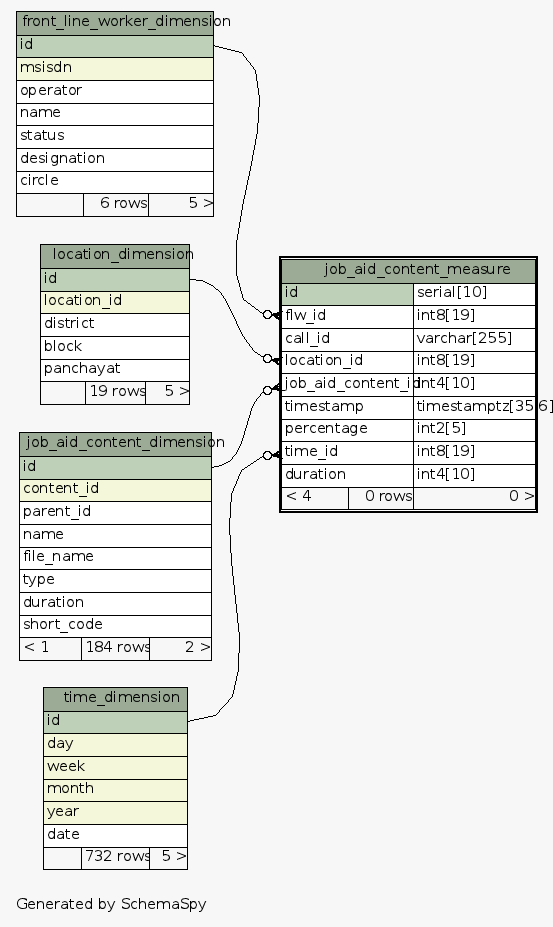 front_line_worker_dimension
id
msisdn
operator
name
status
designation
circle
6 rows 5 >
location_dimension
id
location_id
district
block
panchayat
19 rows 5 >
job_aid_content_measure
id serial[10]
flw_id int8[19]
call_id varchar[255]
location_id int8[19]
job_aid_content_id int4[10]
timestamp timestamptz[35,6]
percentage int2[5]
time_id int8[19]
duration int4[10]
< 4 0 rows 0 >
job_aid_content_dimension
id
content_id
parent_id
name
file_name
type
duration
short_code
< 1 184 rows 2 >
time_dimension
id
day
week
month
year
date
732 rows 5 >
Generated by SchemaSpy